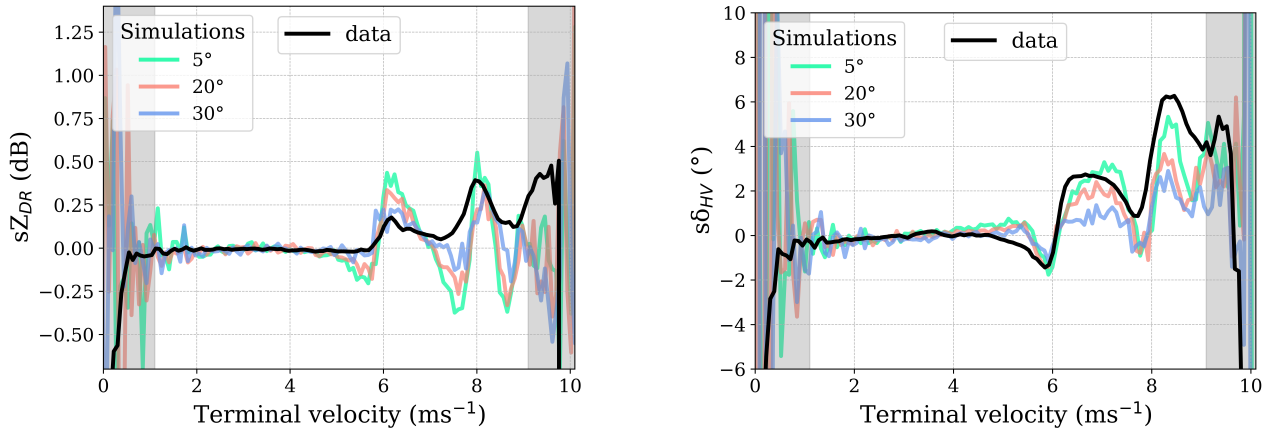 1.25
1.00
0.75
0.50
0.25
0.00
−0.25
−0.50
sZ_DR (dB)
Simulations
5°
20°
30°
data
0 2 4 6 8 10
Terminal velocity (ms⁻¹)
10
8
6
4
2
0
−2
−4
−6
sδ_HV (°)
Simulations
5°
20°
30°
data
0 2 4 6 8 10
Terminal velocity (ms⁻¹)